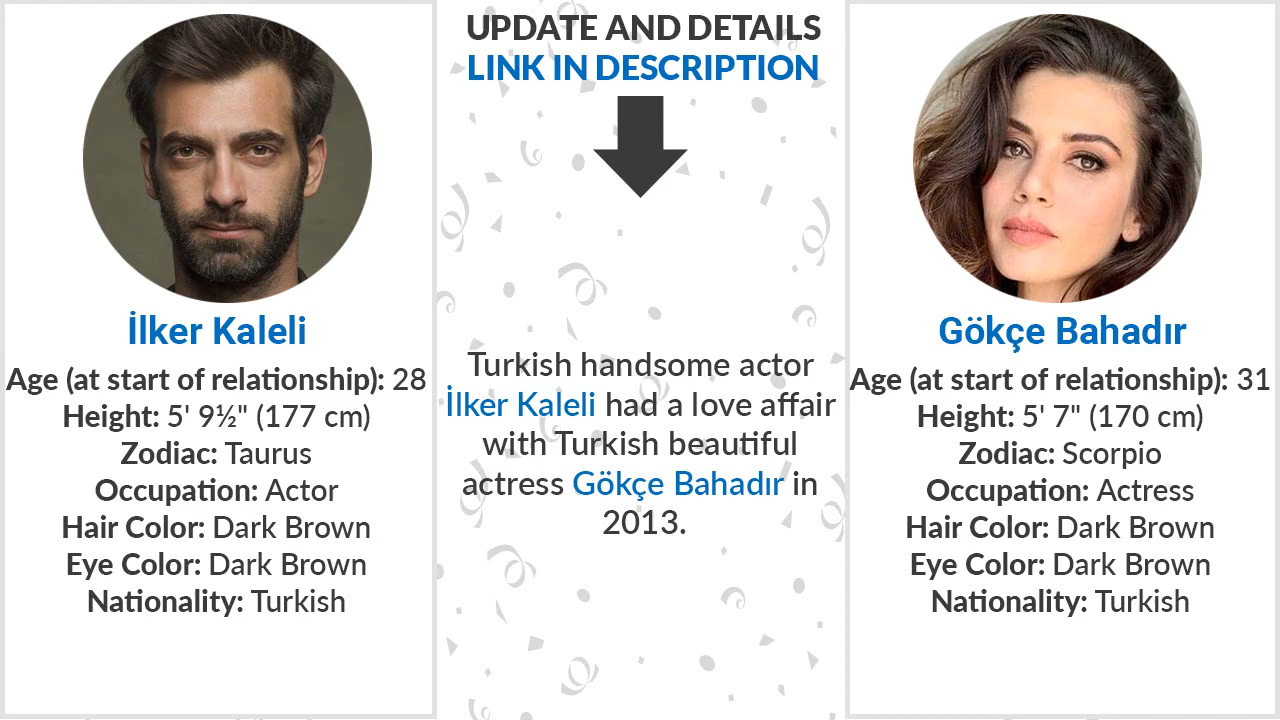 UPDATE AND DETAILS
LINK IN DESCRIPTION
İlker Kaleli
Age (at start of relationship): 28
Height: 5' 9½" (177 cm)
Zodiac: Taurus
Occupation: Actor
Hair Color: Dark Brown
Eye Color: Dark Brown
Nationality: Turkish
Turkish handsome actor
İlker Kaleli had a love affair
with Turkish beautiful
actress Gökçe Bahadır in
2013.
Gökçe Bahadır
Age (at start of relationship): 31
Height: 5' 7" (170 cm)
Zodiac: Scorpio
Occupation: Actress
Hair Color: Dark Brown
Eye Color: Dark Brown
Nationality: Turkish